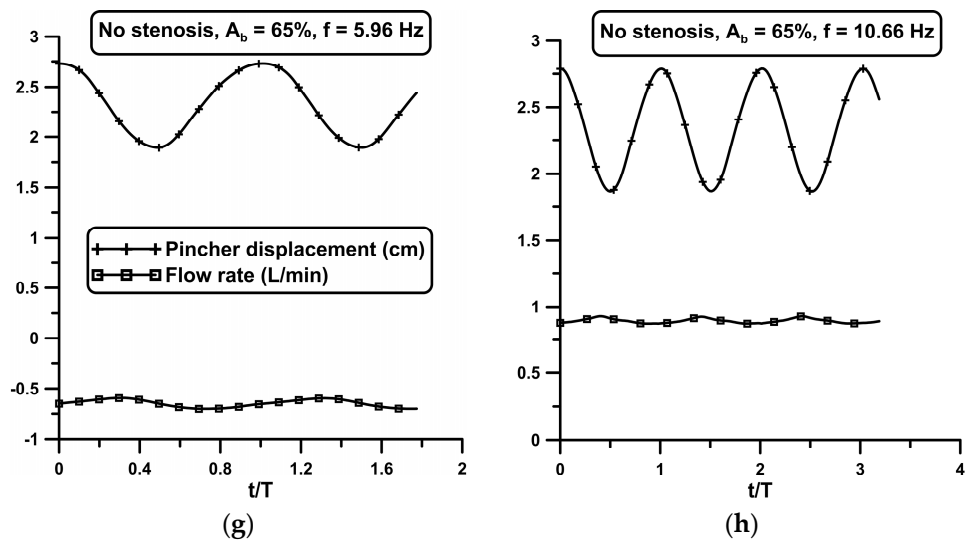 No stenosis, Ab = 65%, f = 5.96 Hz
3
2.5
2
1.5
1
0.5
0
-0.5
-1
Pincher displacement (cm)
Flow rate (L/min)
0 0.4 0.8 1.2 1.6 2
t/T
(g)
No stenosis, Ab = 65%, f = 10.66 Hz
3
2.5
2
1.5
1
0.5
0
0 1 2 3 4
t/T
(h)